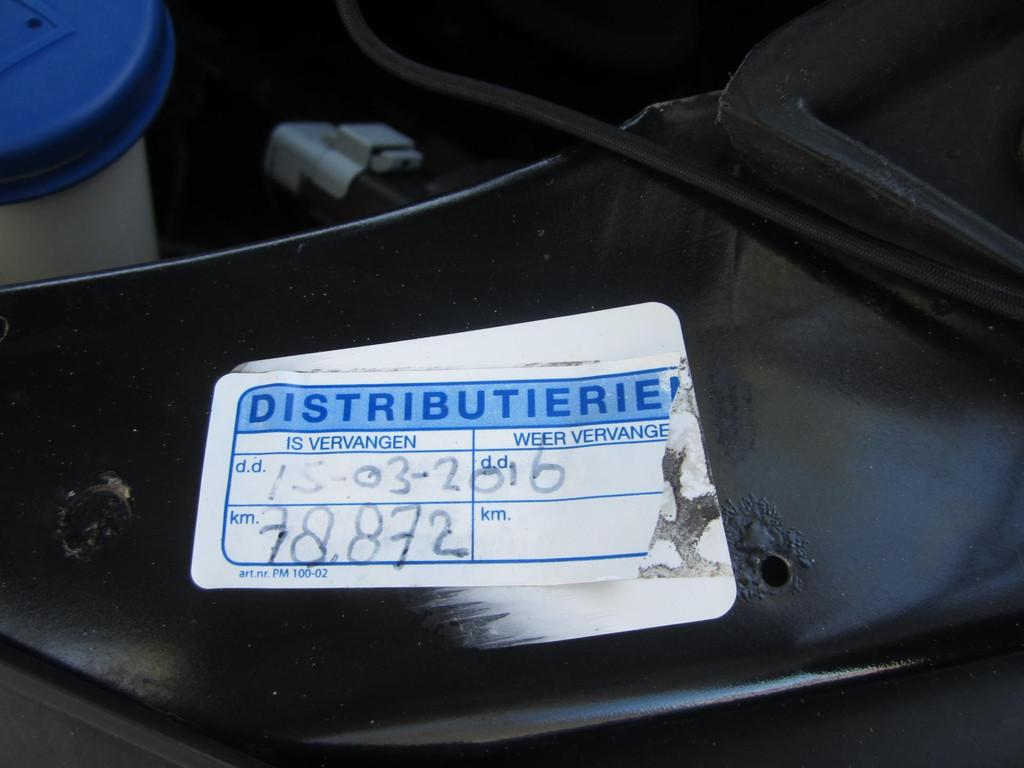 DISTRIBUTIERIE
IS VERVANGEN WEER VERVANGE
d.d. 15-03-2016 d.d.
km. 78,872 km.
art.nr. PM 100-02